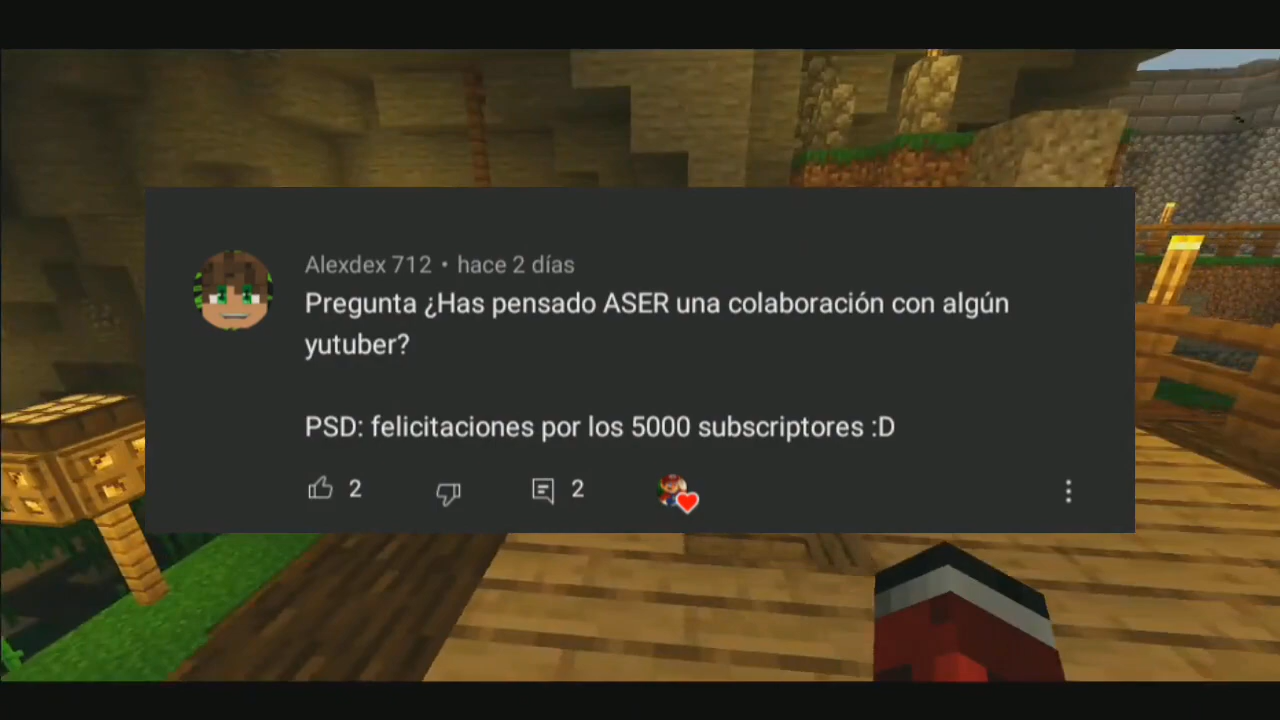 Alexdex 712 • hace 2 días
Pregunta ¿Has pensado ASER una colaboración con algún
yutuber?
PSD: felicitaciones por los 5000 subscriptores :D
2 2